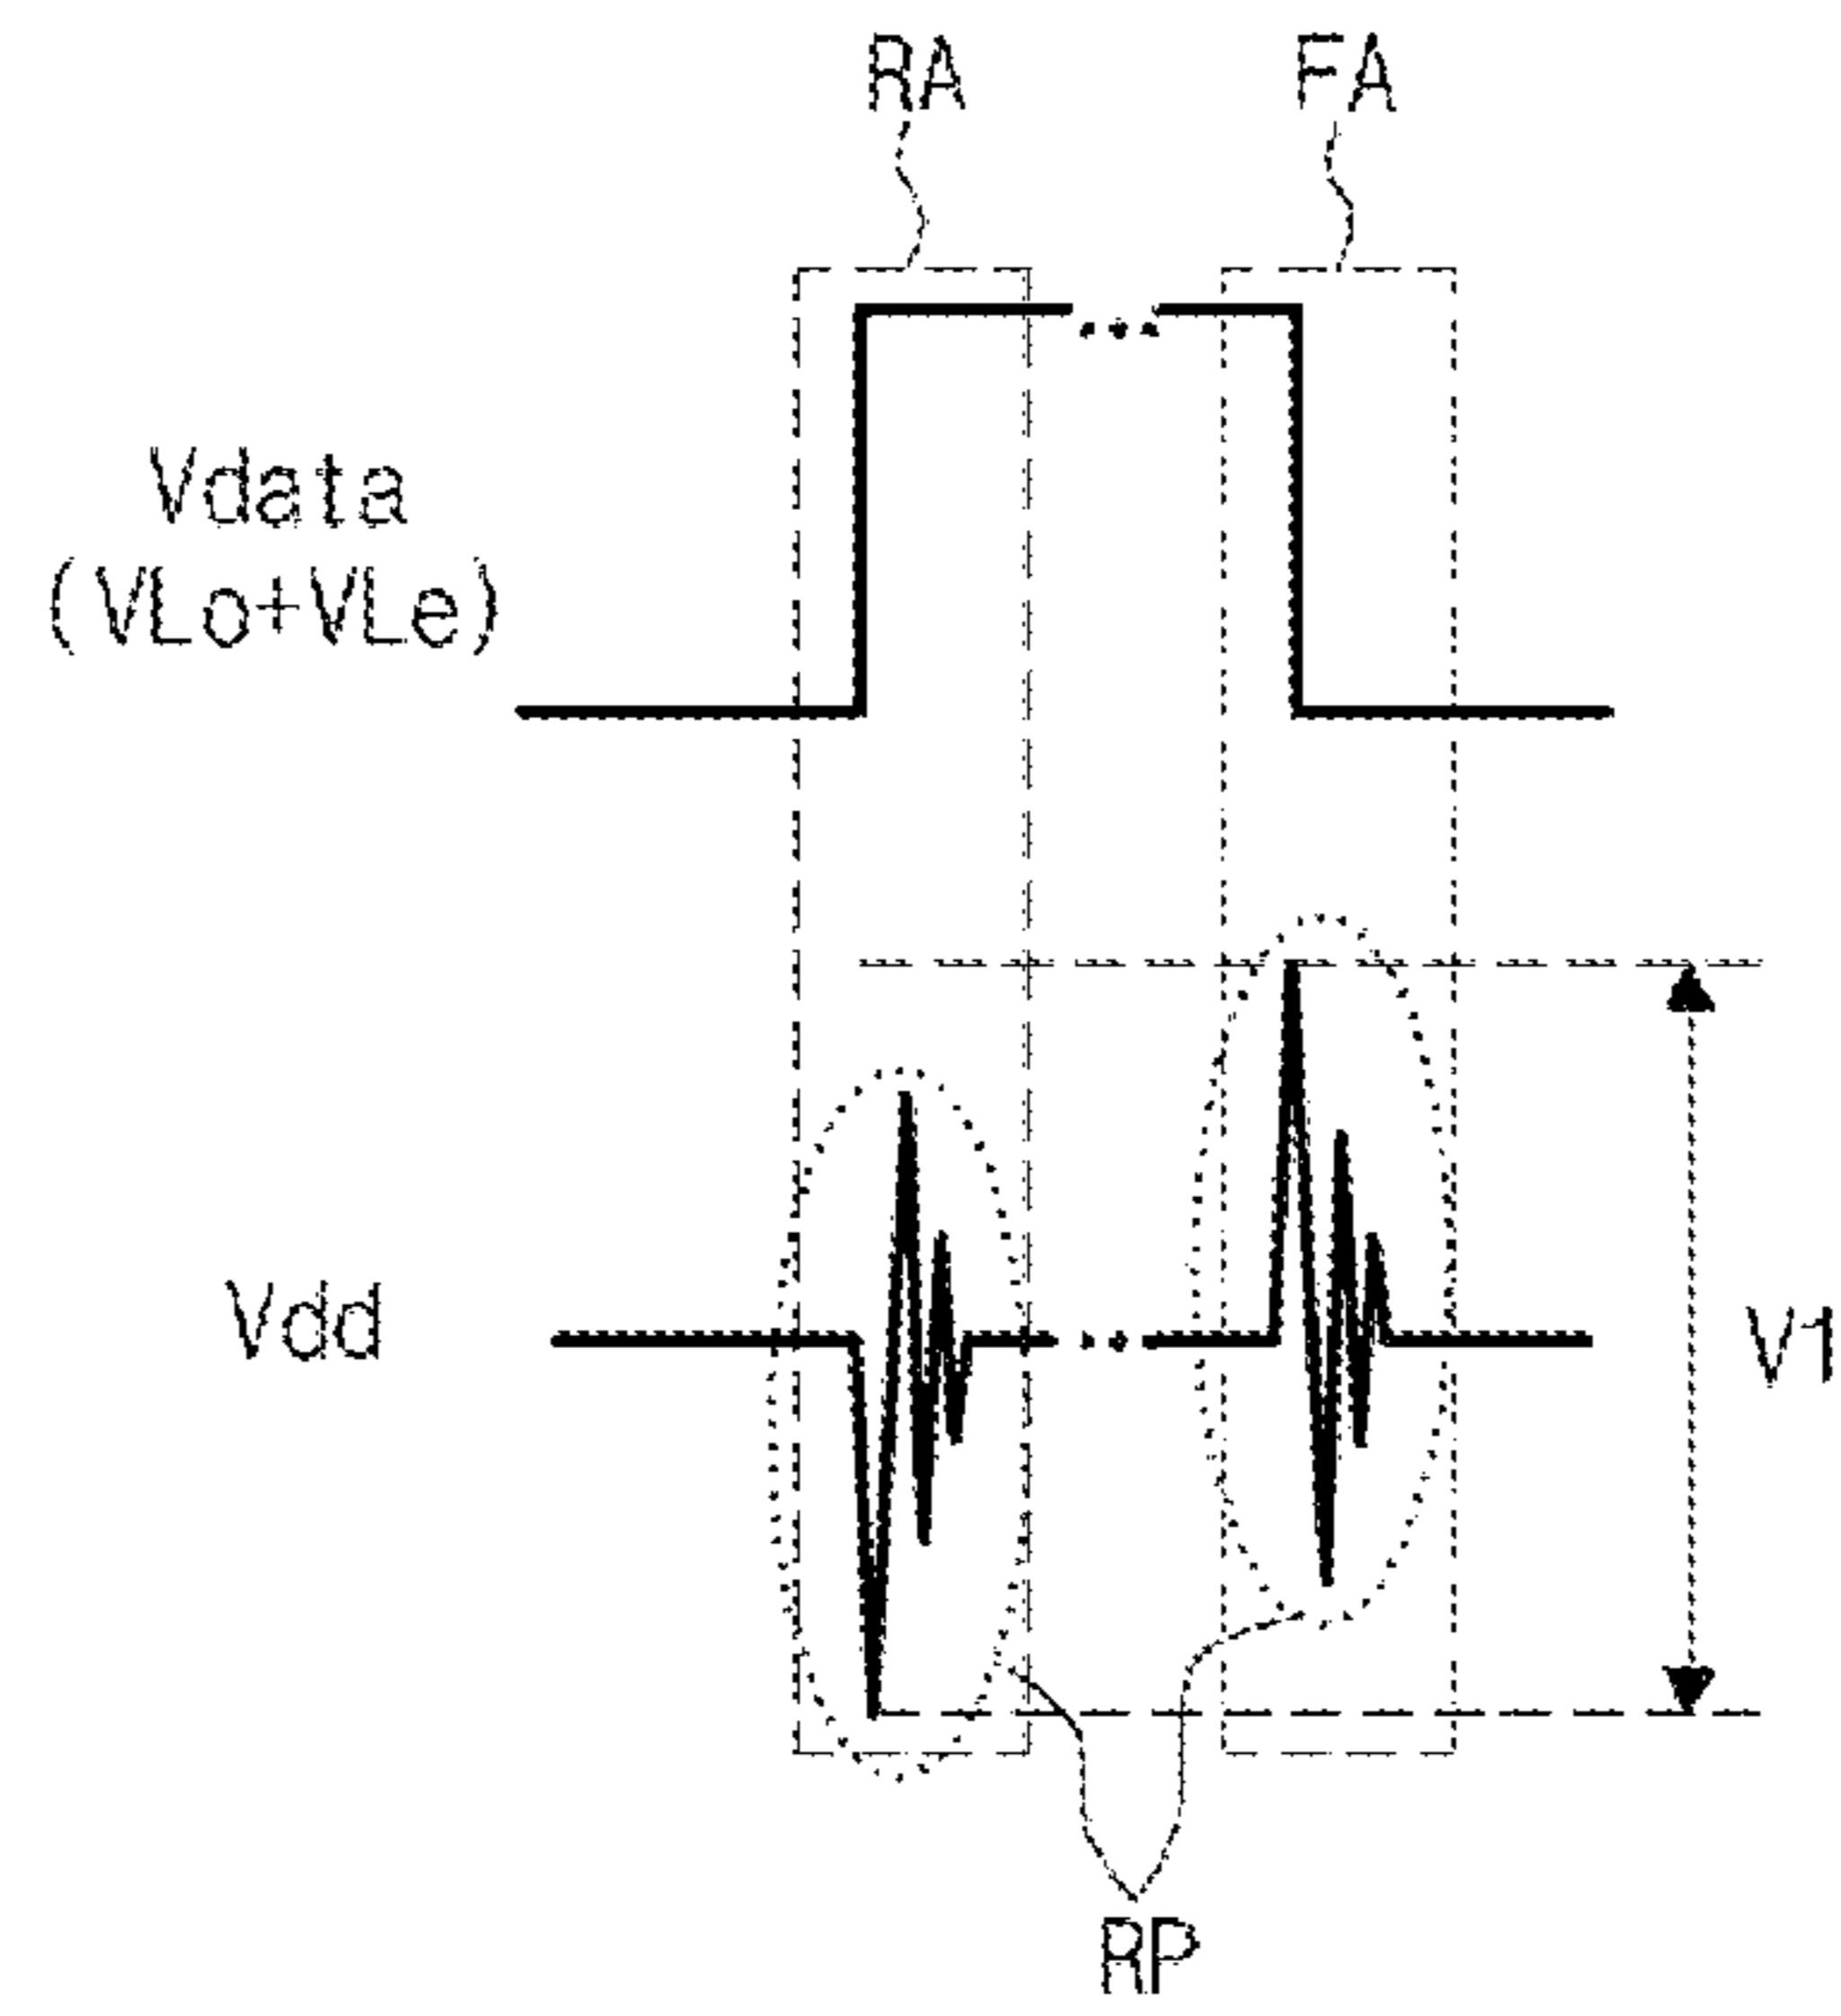 RA
FA
Vdata
(VLo+VLe)
Vdd
V1
RP